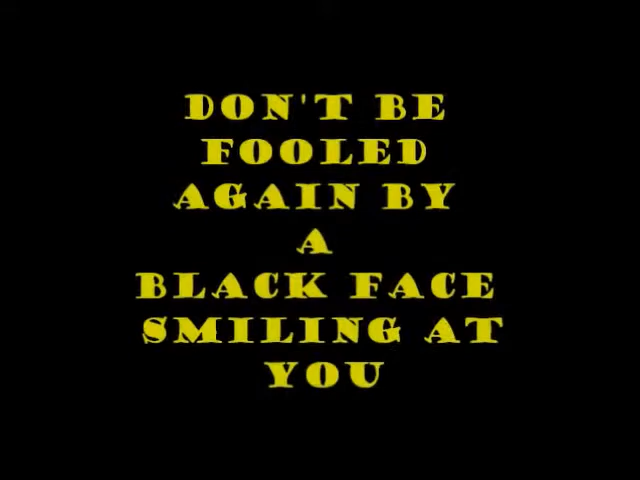 DON'T BE
FOOLED
AGAIN BY
A
BLACK FACE
SMILING AT
YOU